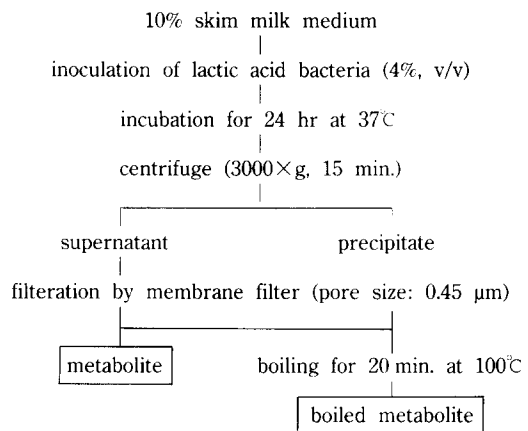 10% skim milk medium
inoculation of lactic acid bacteria (4%, v/v)
incubation for 24 hr at 37℃
centrifuge (3000×g, 15 min.)
supernatant precipitate
filteration by membrane filter (pore size: 0.45 μm)
metabolite boiling for 20 min. at 100℃
boiled metabolite